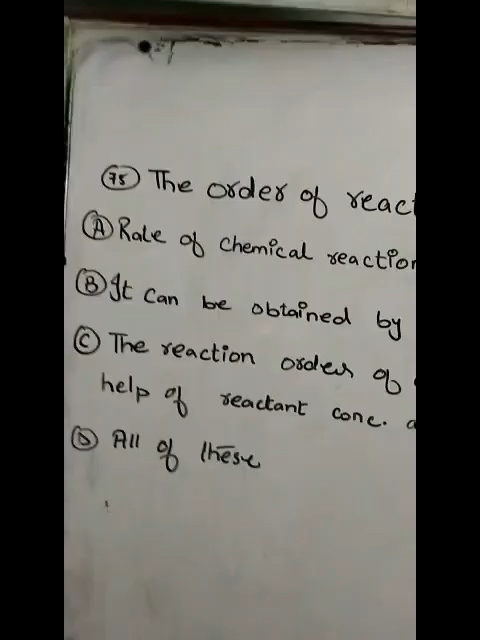 75 The order of react
A Rate of chemical reaction
B It can be obtained by
C The reaction order of
help of reactant conc.
D All of these